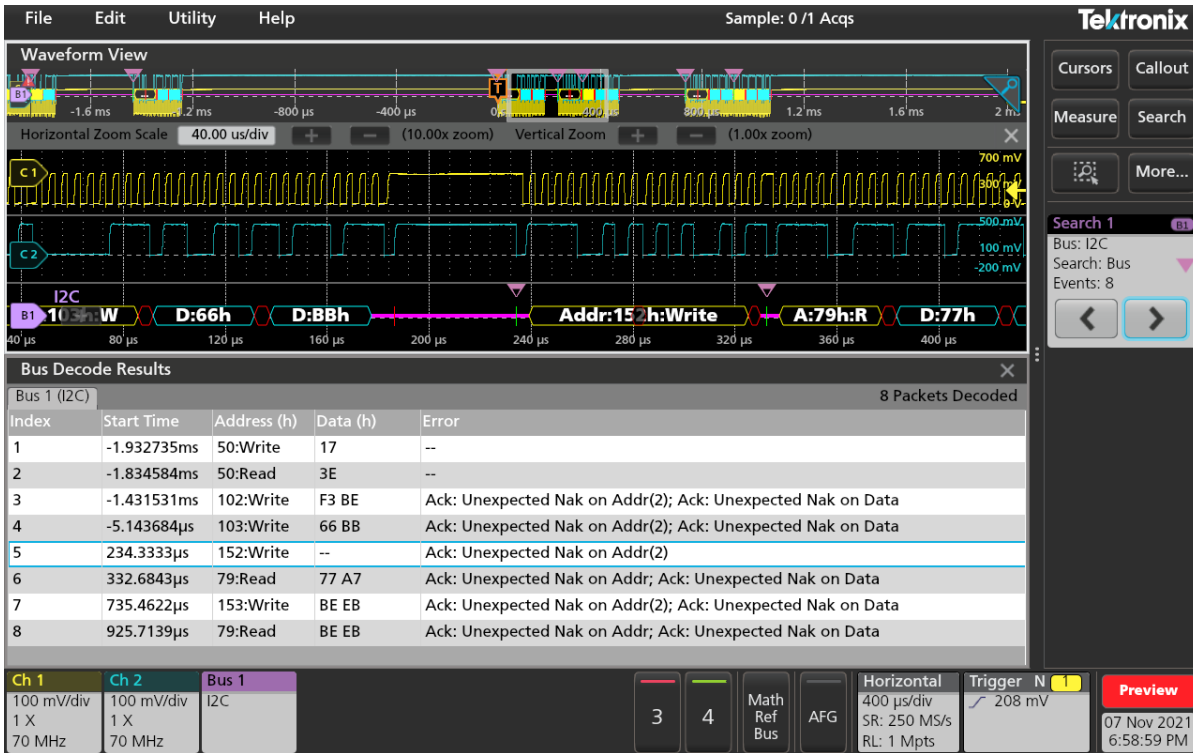 File Edit Utility Help Sample: 0 /1 Acqs Tektronix
Waveform View
B1 T
-1.6 ms -800 µs -400 µs 1.2 ms 1.6 ms
Horizontal Zoom Scale 40.00 us/div + − (10.00x zoom) Vertical Zoom + − (1.00x zoom)
C 1 700 mV
300 mV
0 V
C 2 500 mV
100 mV
-200 mV
I2C
B1 103h:W D:66h D:BBh Addr:152h:Write A:79h:R D:77h
40 µs 80 µs 120 µs 160 µs 200 µs 240 µs 280 µs 320 µs 360 µs 400 µs
Cursors Callout
Measure Search
More...
Search 1 B1
Bus: I2C
Search: Bus
Events: 8
Bus Decode Results
Bus 1 (I2C) 8 Packets Decoded
Index Start Time Address (h) Data (h) Error
1 -1.932735ms 50:Write 17 --
2 -1.834584ms 50:Read 3E --
3 -1.431531ms 102:Write F3 BE Ack: Unexpected Nak on Addr(2); Ack: Unexpected Nak on Data
4 -5.143684µs 103:Write 66 BB Ack: Unexpected Nak on Addr(2); Ack: Unexpected Nak on Data
5 234.3333µs 152:Write -- Ack: Unexpected Nak on Addr(2)
6 332.6843µs 79:Read 77 A7 Ack: Unexpected Nak on Addr; Ack: Unexpected Nak on Data
7 735.4622µs 153:Write BE EB Ack: Unexpected Nak on Addr(2); Ack: Unexpected Nak on Data
8 925.7139µs 79:Read BE EB Ack: Unexpected Nak on Addr; Ack: Unexpected Nak on Data
Ch 1
100 mV/div
1 X
70 MHz
Ch 2
100 mV/div
1 X
70 MHz
Bus 1
I2C
3
4
Math
Ref
Bus
AFG
Horizontal
400 µs/div
SR: 250 MS/s
RL: 1 Mpts
Trigger N 1
208 mV
Preview
07 Nov 2021
6:58:59 PM